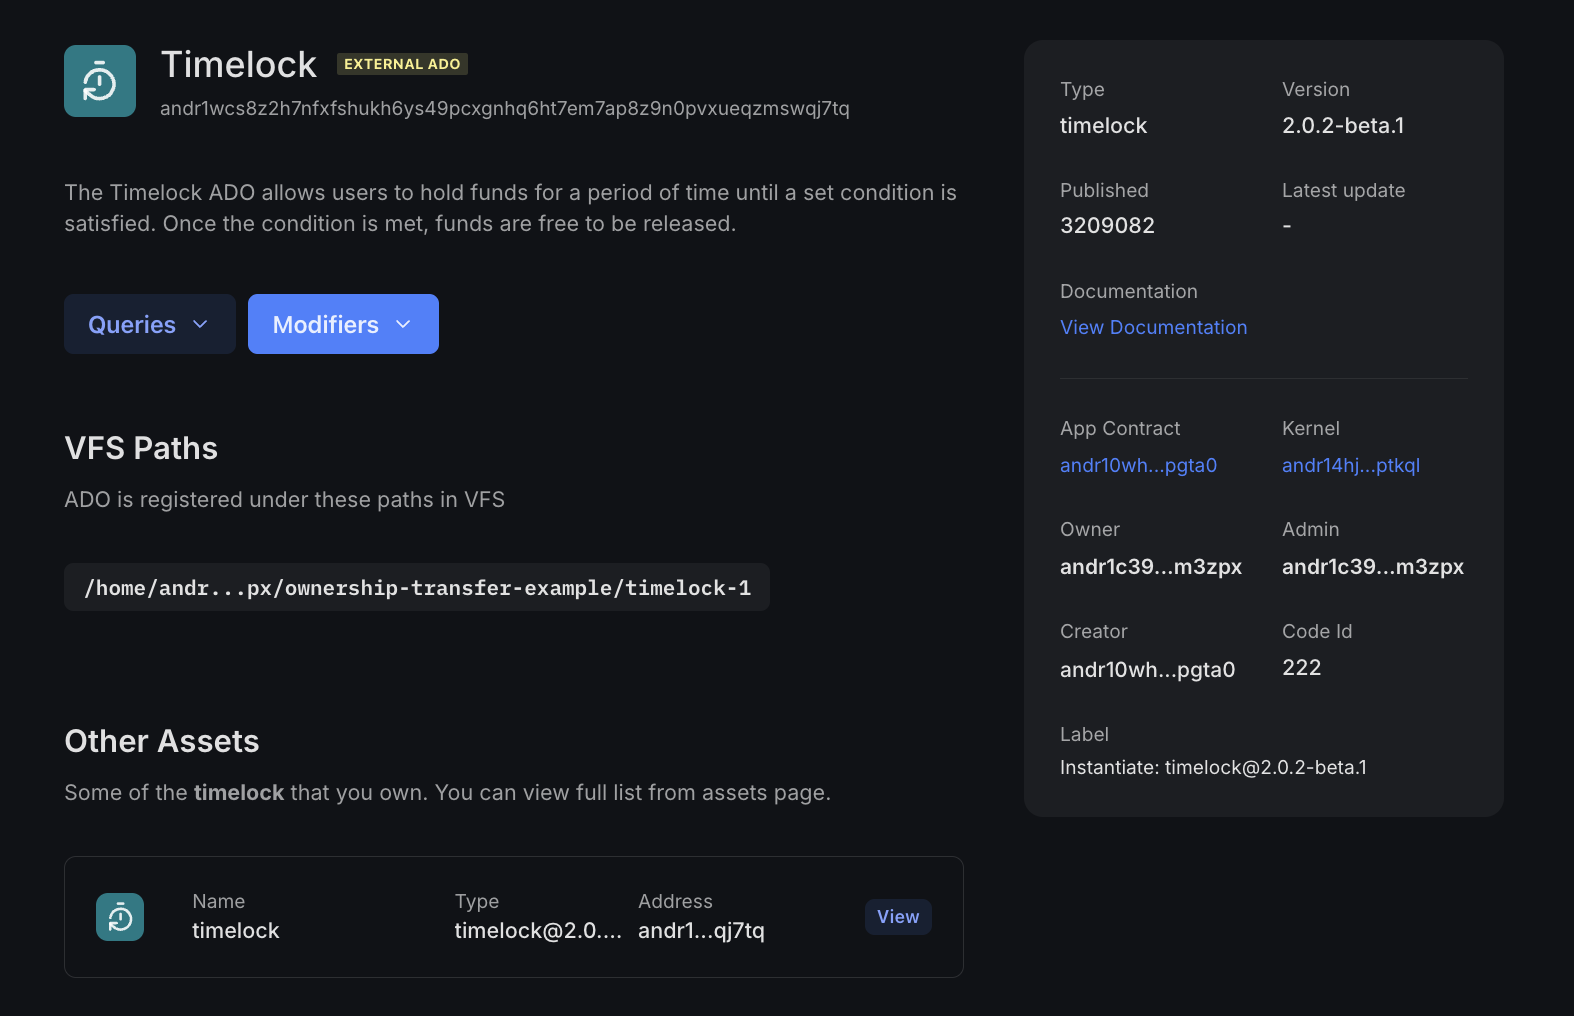 Timelock EXTERNAL ADO
andr1wcs8z2h7nfxfshukh6ys49pcxgnhq6ht7em7ap8z9n0pvxueqzmswqj7tq
The Timelock ADO allows users to hold funds for a period of time until a set condition is
satisfied. Once the condition is met, funds are free to be released.
Queries Modifiers
VFS Paths
ADO is registered under these paths in VFS
/home/andr...px/ownership-transfer-example/timelock-1
Other Assets
Some of the timelock that you own. You can view full list from assets page.
Name Type Address
timelock timelock@2.0.... andr1...qj7tq
View
Type Version
timelock 2.0.2-beta.1
Published Latest update
3209082 -
Documentation
View Documentation
App Contract Kernel
andr10wh...pgta0 andr14hj...ptkql
Owner Admin
andr1c39...m3zpx andr1c39...m3zpx
Creator Code Id
andr10wh...pgta0 222
Label
Instantiate: timelock@2.0.2-beta.1